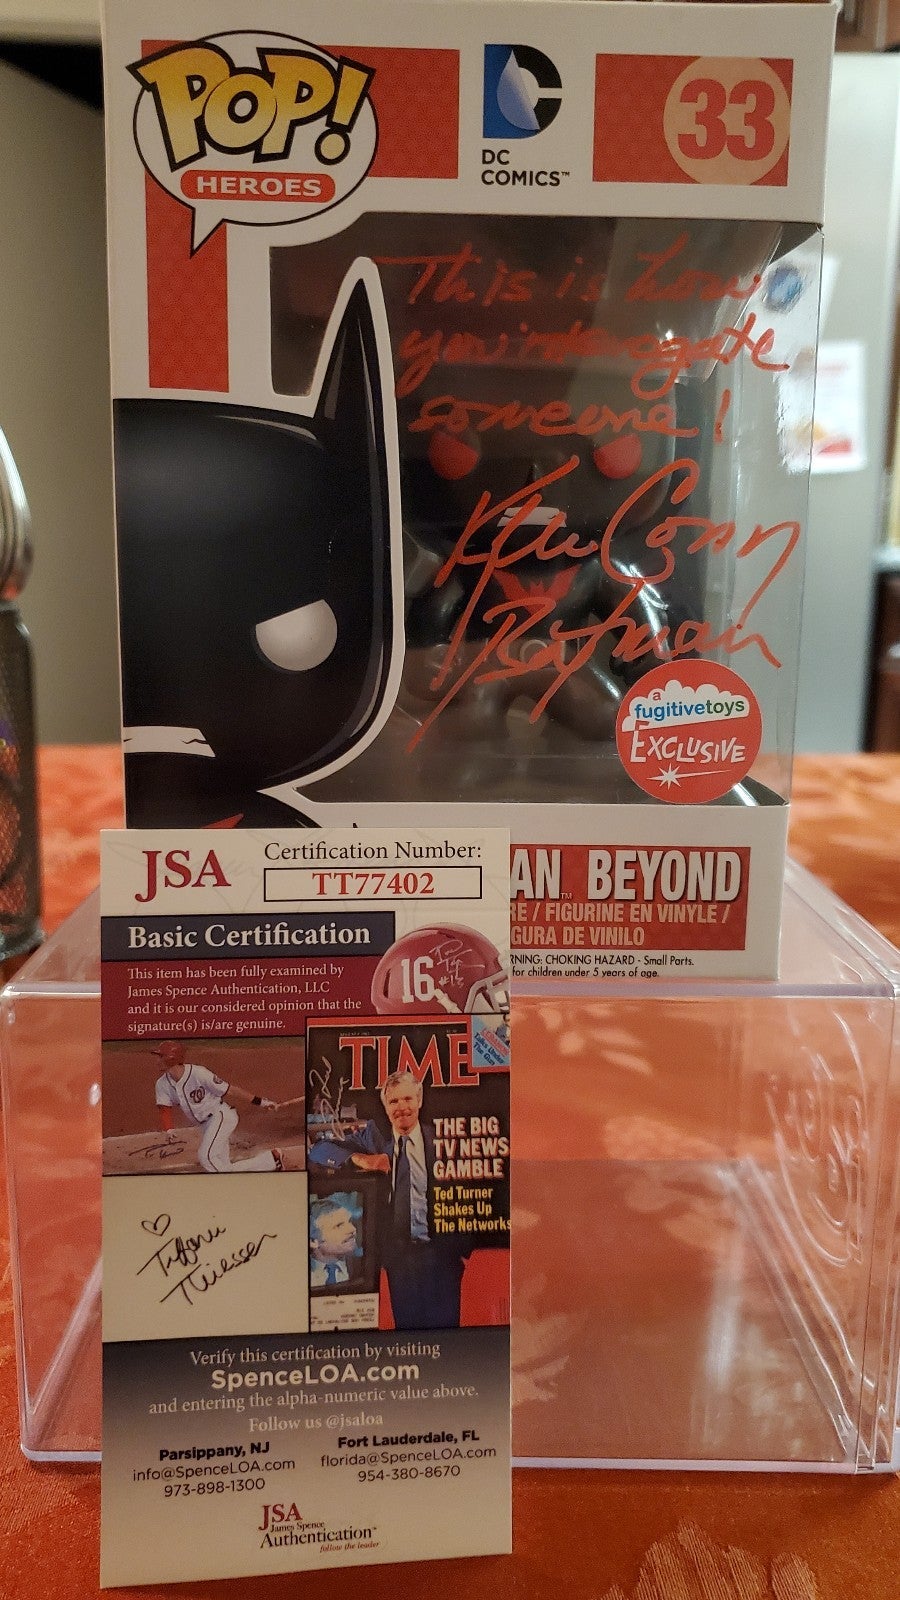 POP!
HEROES
DC
COMICS™
33
This is how
you interrogate
someone!
Kevin Conroy
Batman
a
fugitivetoys
EXCLUSIVE
AN™ BEYOND
RE / FIGURINE EN VINYLE /
GURA DE VINILO
RNING: CHOKING HAZARD - Small Parts.
for children under 5 years of age.
JSA
Certification Number:
TT77402
Basic Certification
This item has been fully examined by
James Spence Authentication, LLC
and it is our considered opinion that the
signature(s) is/are genuine.
16
TIME
THE BIG
TV NEWS
GAMBLE
Ted Turner
Shakes Up
The Networks
Tiffani
Thiessen
Verify this certification by visiting
SpenceLOA.com
and entering the alpha-numeric value above.
Follow us @jsaloa
Parsippany, NJ
info@SpenceLOA.com
973-898-1300
Fort Lauderdale, FL
florida@SpenceLOA.com
954-380-8670
JSA
James Spence
Authentication™
follow the leader